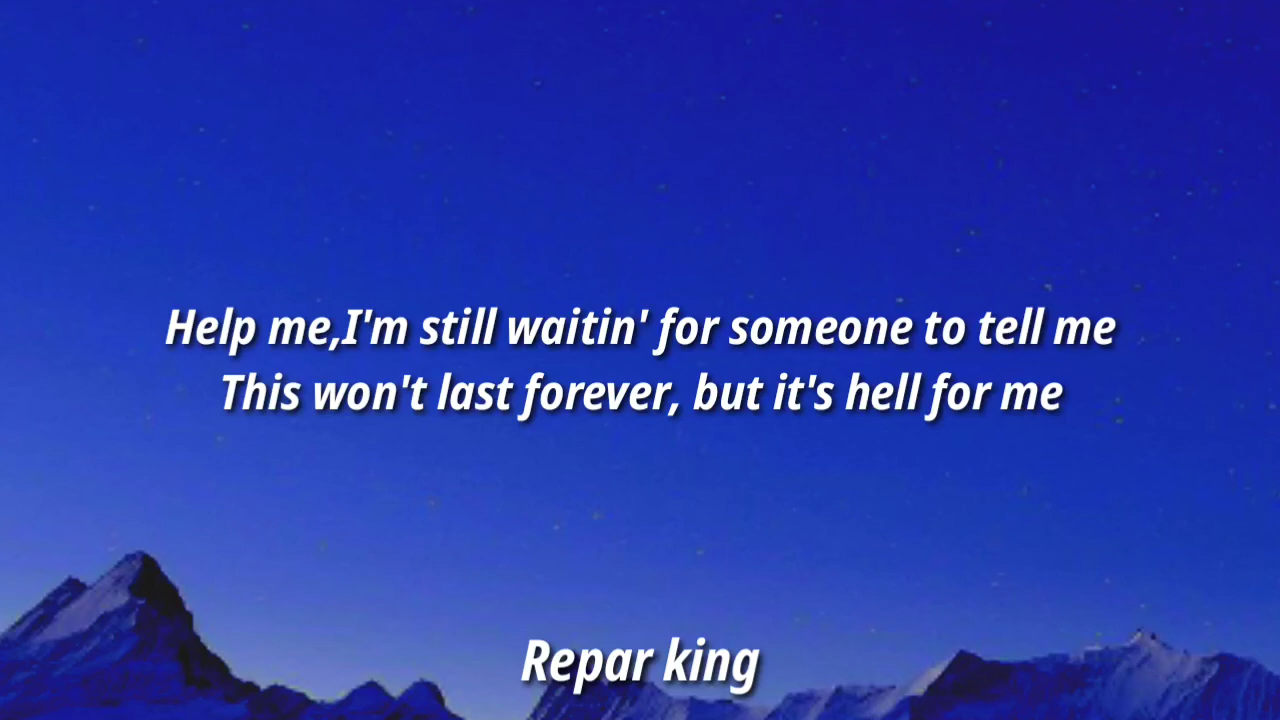 Help me,I'm still waitin' for someone to tell me
This won't last forever, but it's hell for me
Repar king